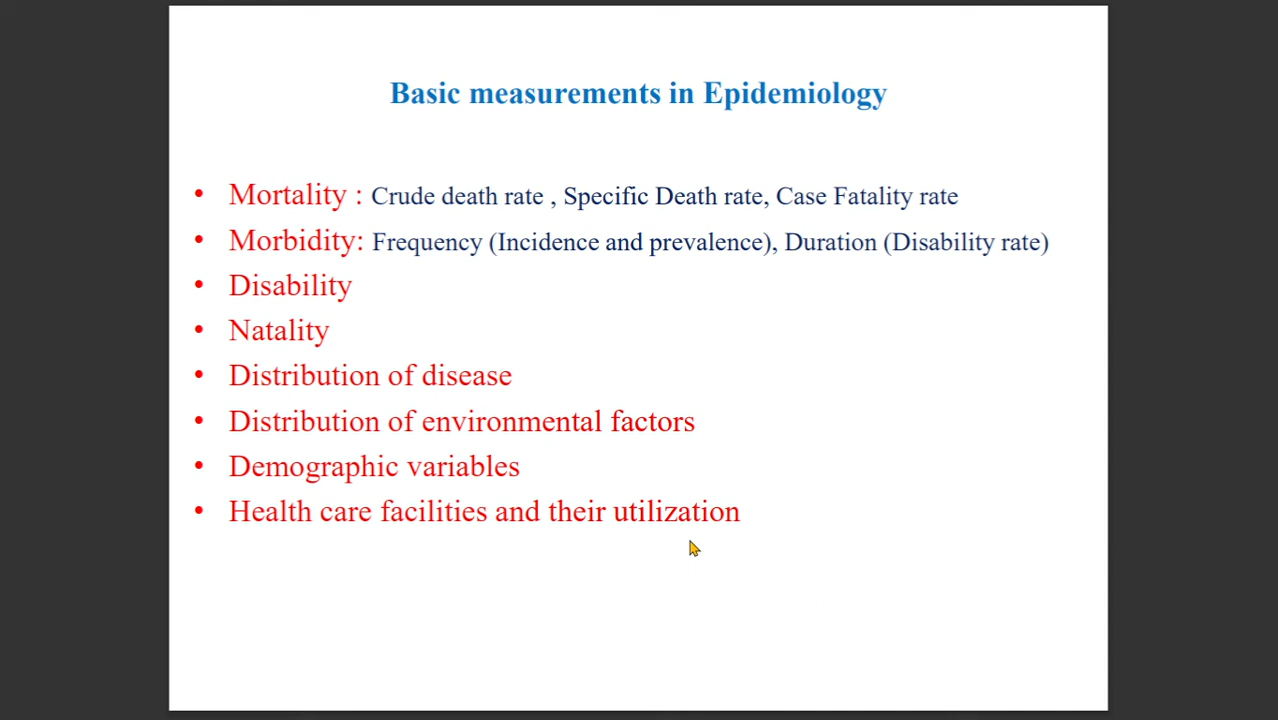 Basic measurements in Epidemiology
• Mortality : Crude death rate , Specific Death rate, Case Fatality rate
• Morbidity: Frequency (Incidence and prevalence), Duration (Disability rate)
• Disability
• Natality
• Distribution of disease
• Distribution of environmental factors
• Demographic variables
• Health care facilities and their utilization